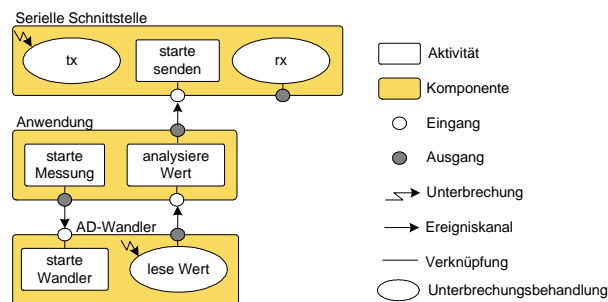 Serielle Schnittstelle
tx
starte
senden
rx
Anwendung
starte
Messung
analysiere
Wert
AD-Wandler
starte
Wandler
lese Wert
Aktivität
Komponente
Eingang
Ausgang
Unterbrechung
Ereigniskanal
Verknüpfung
Unterbrechungsbehandlung